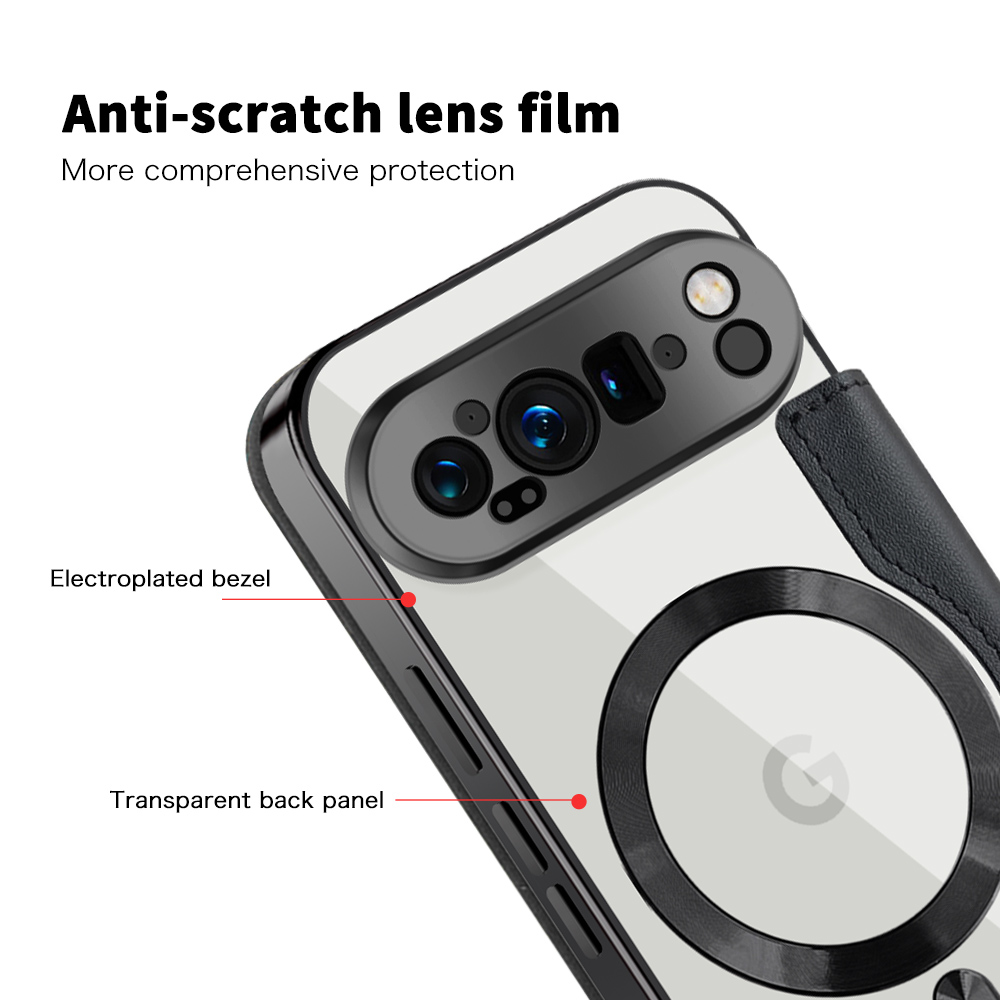 Anti-scratch lens film
More comprehensive protection
Electroplated bezel
Transparent back panel